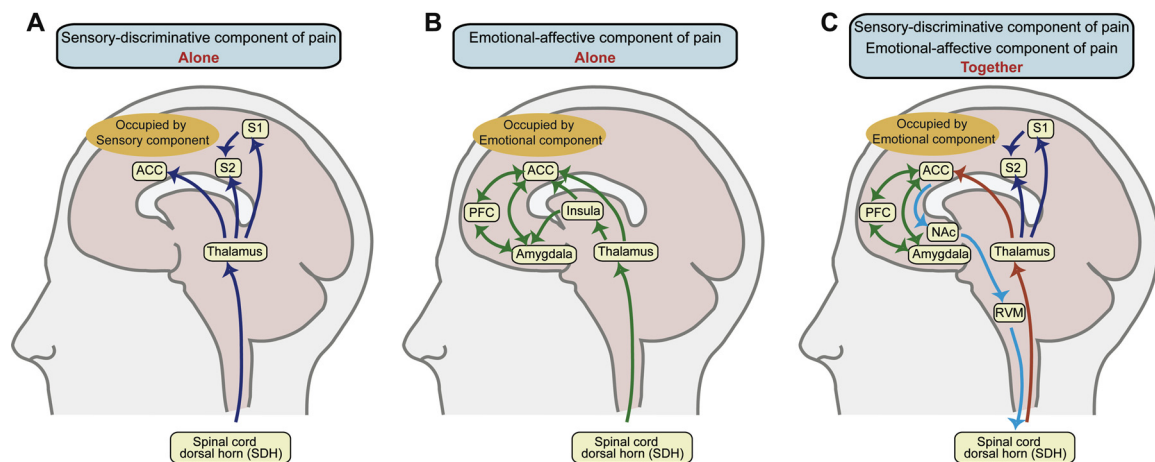 A
Sensory-discriminative component of pain
Alone
Occupied by
Sensory component
S1
S2
ACC
Thalamus
Spinal cord
dorsal horn (SDH)
B
Emotional-affective component of pain
Alone
Occupied by
Emotional component
ACC
PFC
Insula
Amygdala
Thalamus
Spinal cord
dorsal horn (SDH)
C
Sensory-discriminative component of pain
Emotional-affective component of pain
Together
Occupied by
Emotional component
S1
S2
ACC
PFC
NAc
Amygdala
Thalamus
RVM
Spinal cord
dorsal horn (SDH)